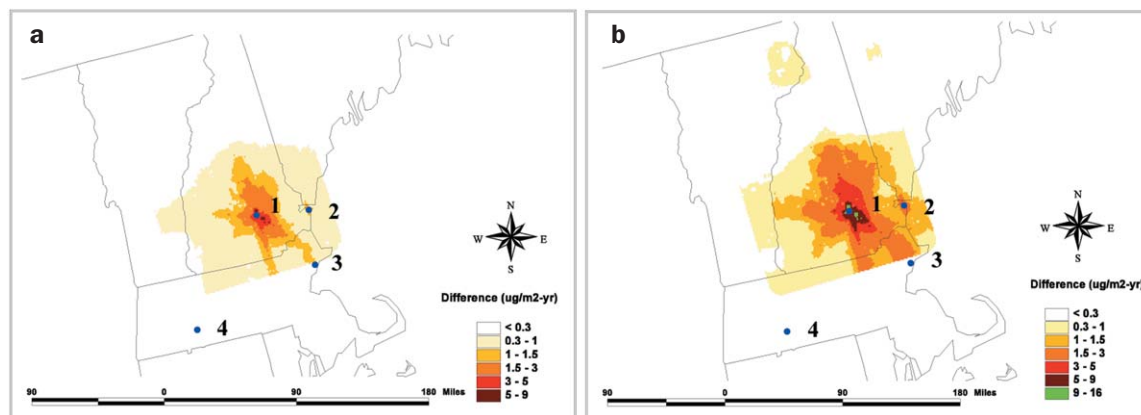 a
1
2
3
4
N
W E
S
Difference (ug/m2-yr)
< 0.3
0.3 - 1
1 - 1.5
1.5 - 3
3 - 5
5 - 9
90 0 90 180 Miles
b
1
2
3
4
N
W E
S
Difference (ug/m2-yr)
< 0.3
0.3 - 1
1 - 1.5
1.5 - 3
3 - 5
5 - 9
9 - 16
90 0 90 180 Miles